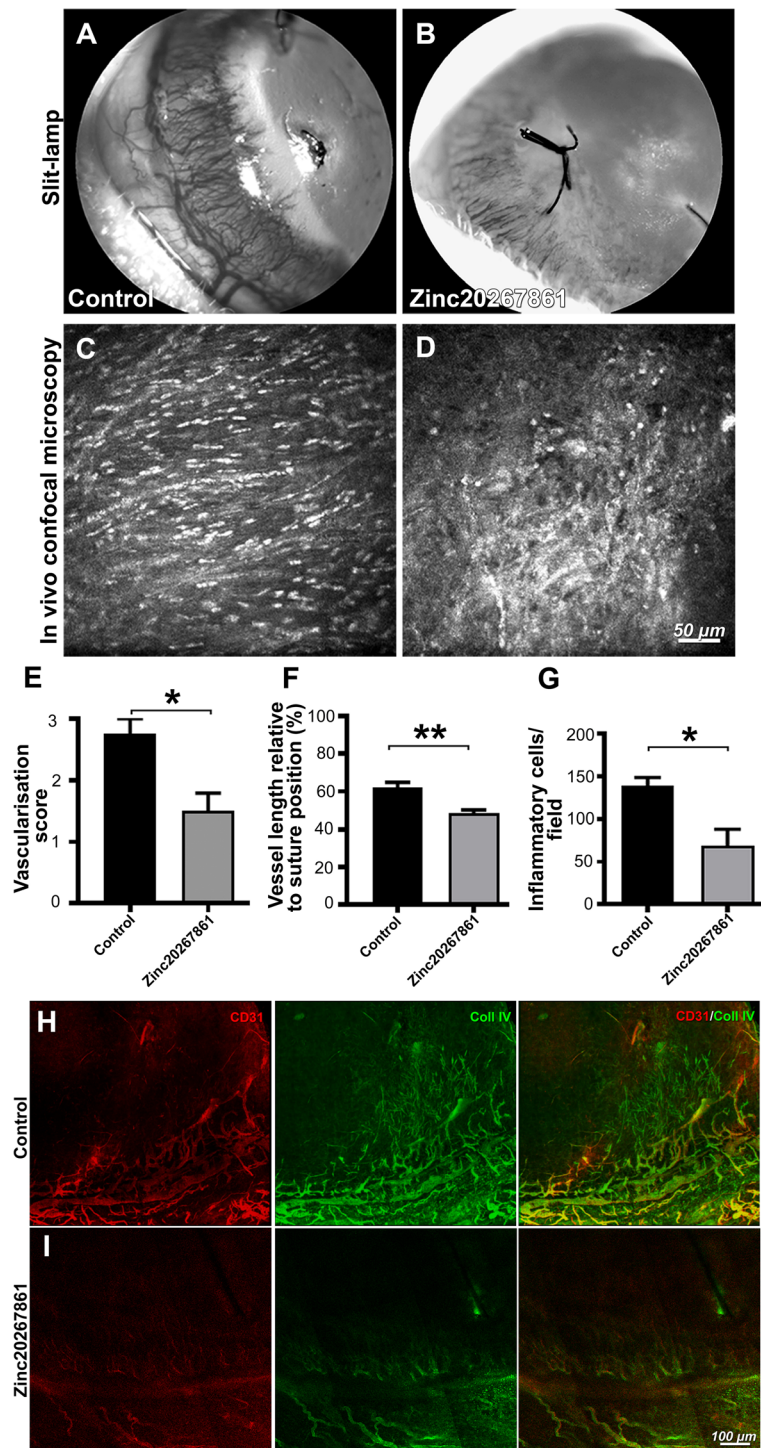 A
B
Slit-lamp
Control
Zinc20267861
C
D
In vivo confocal microscopy
50 µm
E
F
G
Vascularisation
score
3
2
1
0
*
Control
Zinc20267861
Vessel length relative
to suture position (%)
100
80
60
40
20
0
**
Control
Zinc20267861
Inflammatory cells/
field
200
150
100
50
0
*
Control
Zinc20267861
H
CD31
Coll IV
CD31/Coll IV
Control
I
Zinc20267861
100 µm